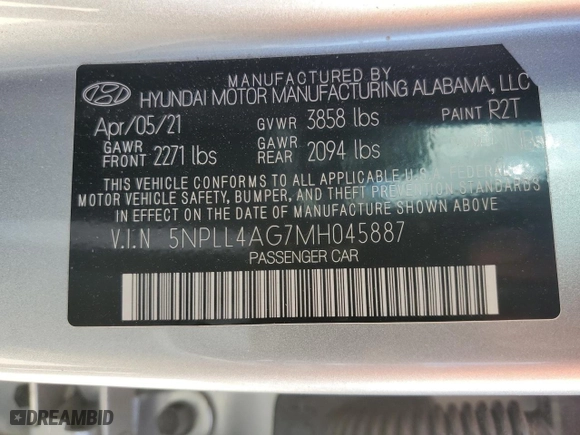 MANUFACTURED BY
HYUNDAI MOTOR MANUFACTURING ALABAMA, LLC
Apr/05/21 GVWR 3858 lbs PAINT R2T
GAWR FRONT 2271 lbs GAWR REAR 2094 lbs
THIS VEHICLE CONFORMS TO ALL APPLICABLE U.S. FEDERAL
MOTOR VEHICLE SAFETY, BUMPER, AND THEFT PREVENTION STANDARDS
IN EFFECT ON THE DATE OF MANUFACTURE SHOWN ABOVE.
V.I.N 5NPLL4AG7MH045887
PASSENGER CAR
DREAMBID